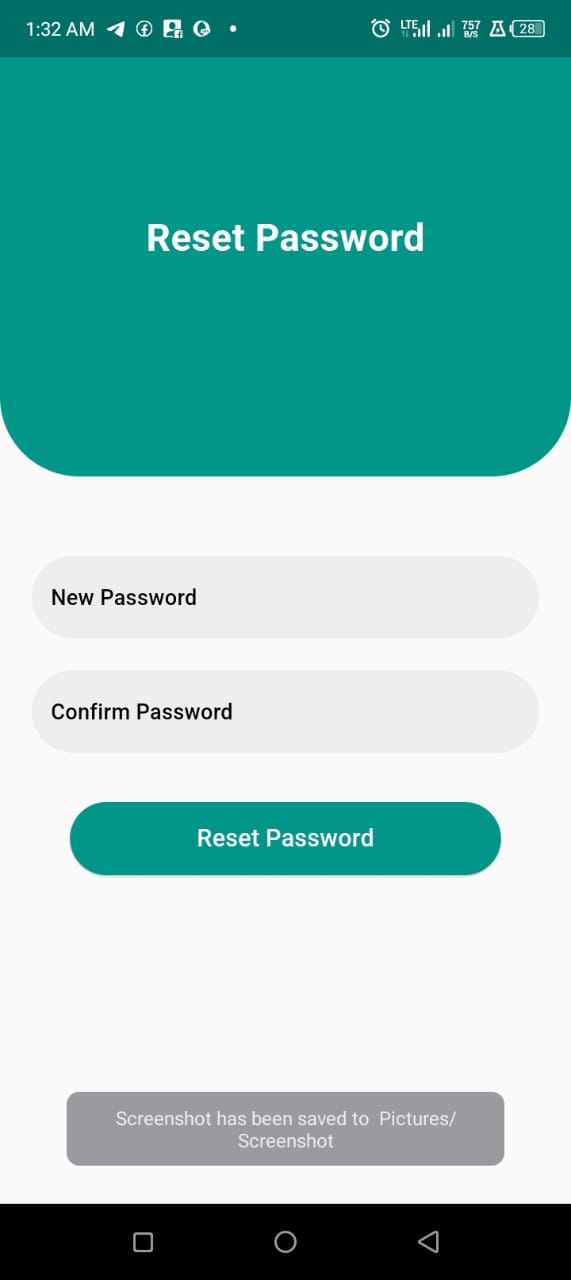 1:32 AM LTE 757 B/S 28
Reset Password
New Password
Confirm Password
Reset Password
Screenshot has been saved to Pictures/
Screenshot